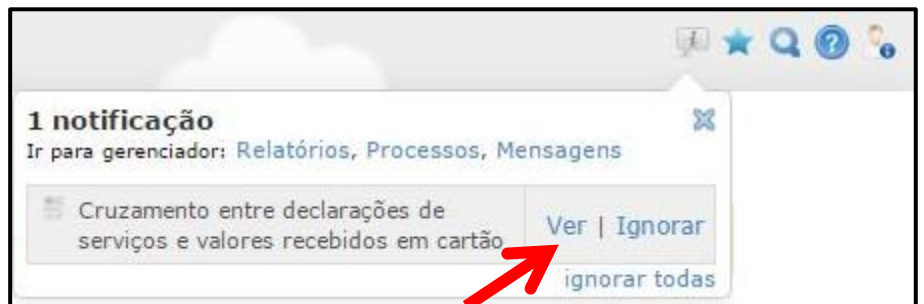 1 notificação
Ir para gerenciador: Relatórios, Processos, Mensagens
Cruzamento entre declarações de
serviços e valores recebidos em cartão
Ver | Ignorar
ignorar todas